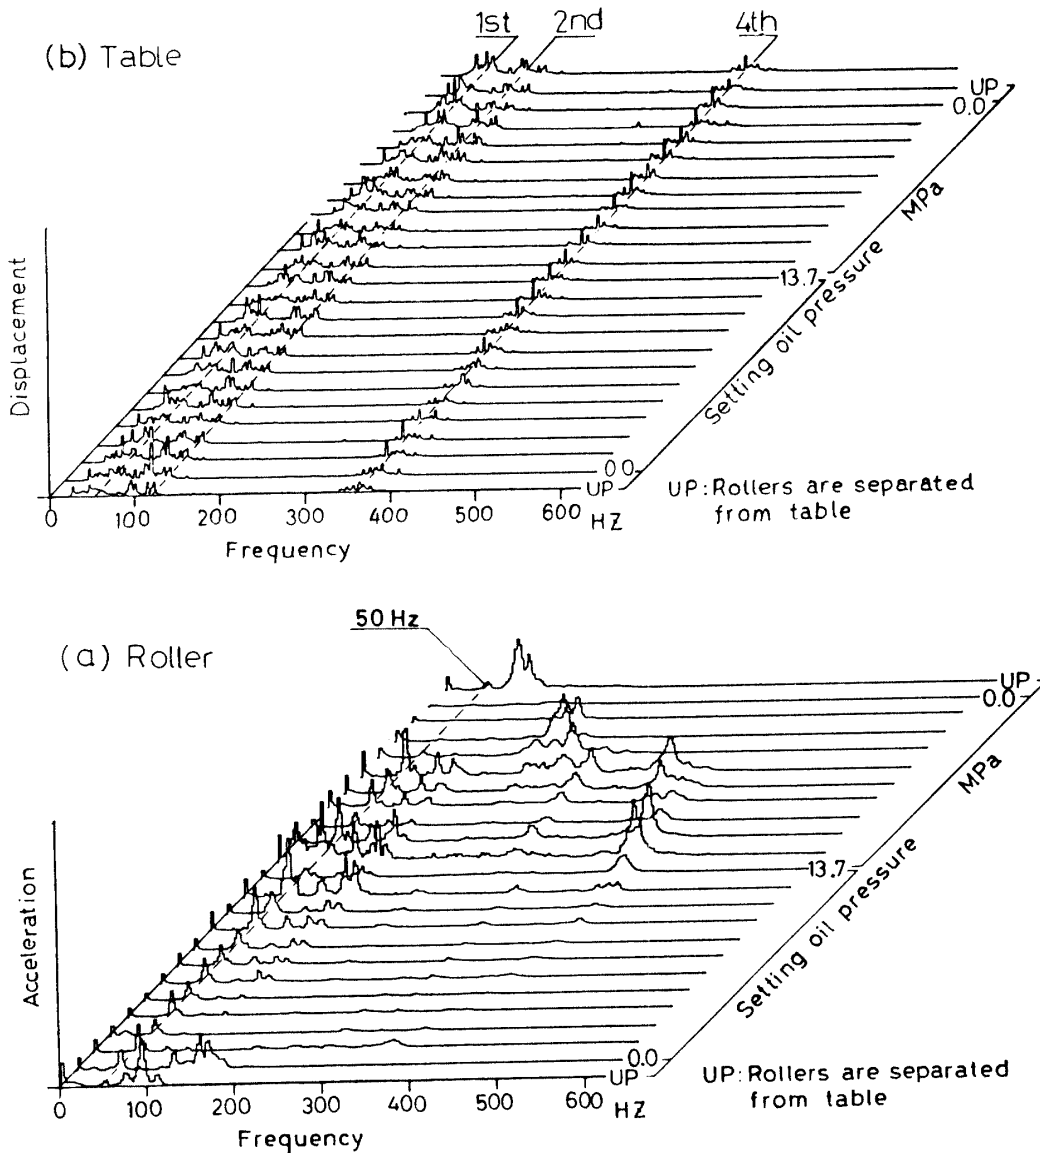 (b) Table
1st
2nd
4th
UP
0.0
MPa
13.7
Setting oil pressure
Displacement
0 0
UP
0
100
200
300
400
500
600
HZ
Frequency
UP: Rollers are separated
from table
50 Hz
(a) Roller
UP
0.0
MPa
13.7
Setting oil pressure
Acceleration
0.0
UP
0
100
200
300
400
500
600
HZ
Frequency
UP: Rollers are separated
from table